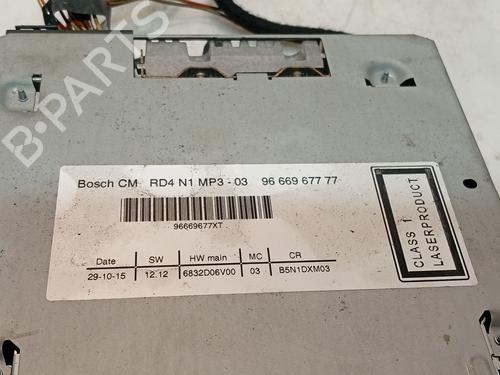 B-PARTS
Bosch CM RD4 N1 MP3 - 03 96 669 677 77
96669677XT
Date SW HW main MC CR
29-10-15 12.12 6832D06V00 03 B5N1DXM03
CLASS 1
LASERPRODUCT